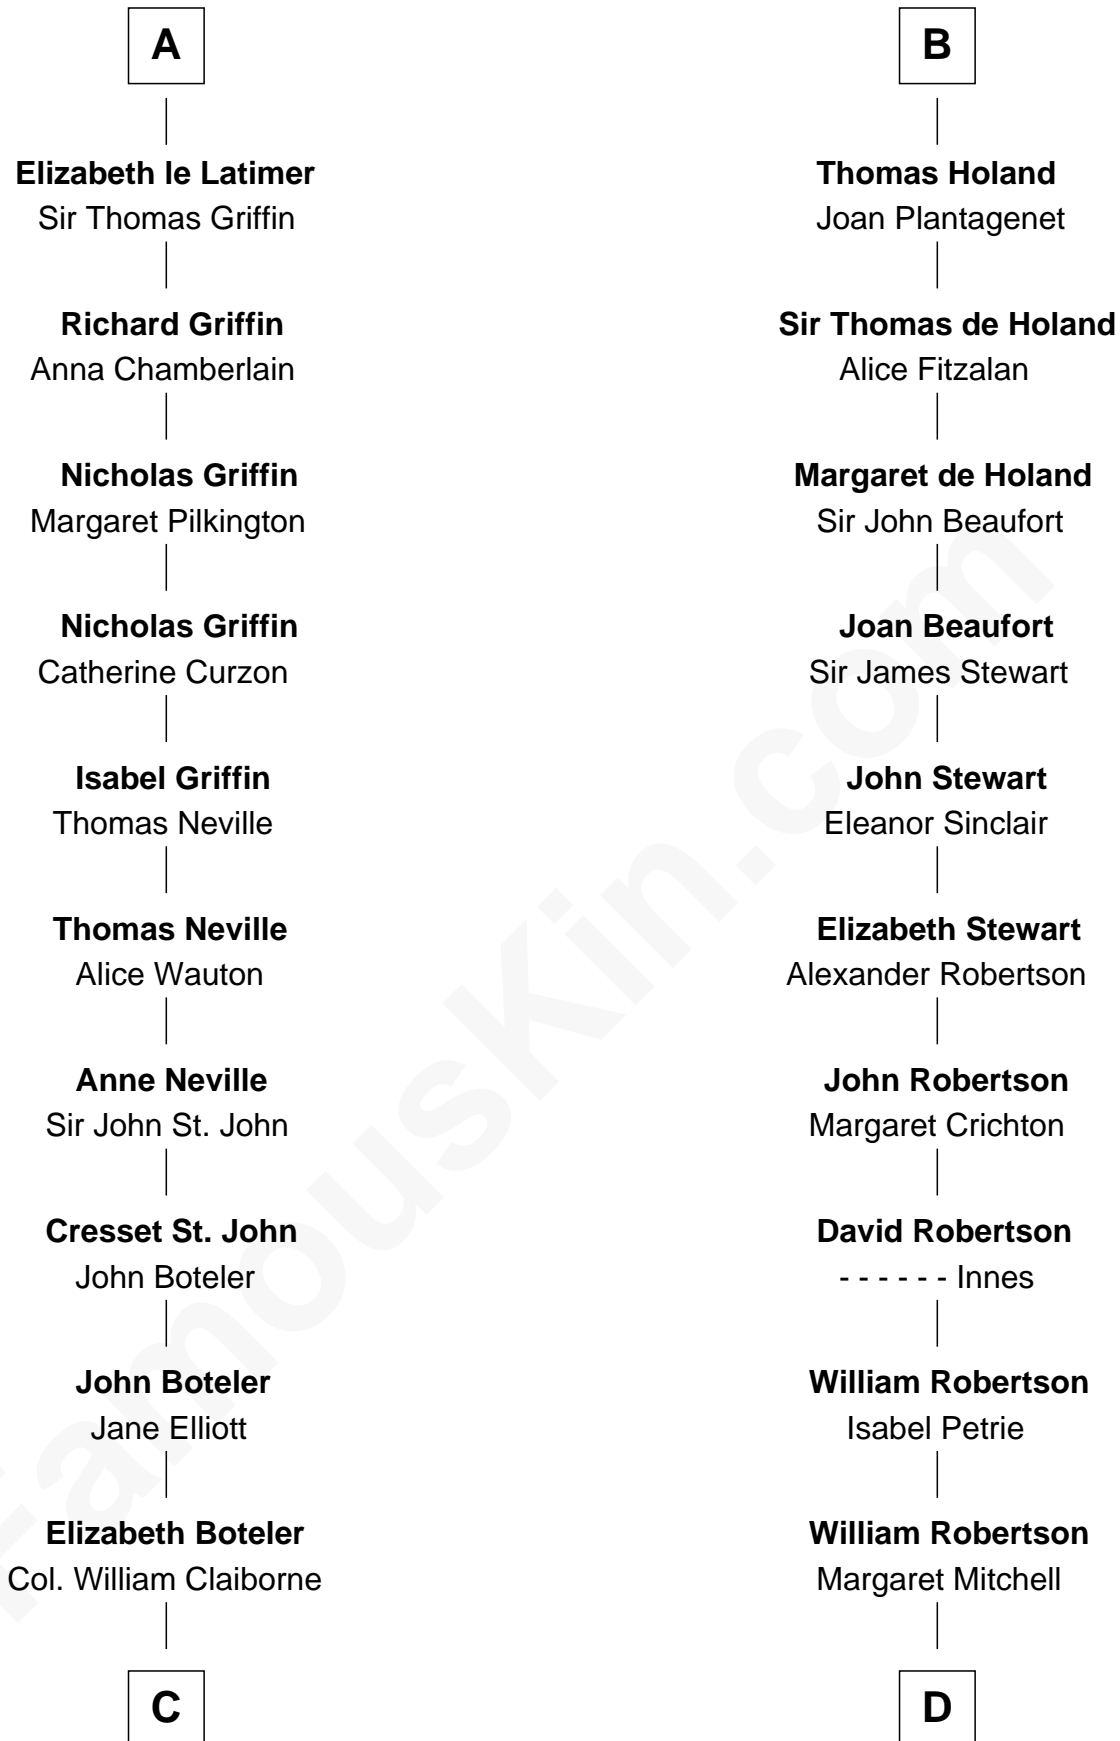 A
Elizabeth le Latimer
Sir Thomas Griffin
Richard Griffin
Anna Chamberlain
Nicholas Griffin
Margaret Pilkington
Nicholas Griffin
Catherine Curzon
Isabel Griffin
Thomas Neville
Thomas Neville
Alice Wauton
Anne Neville
Sir John St. John
Cresset St. John
John Boteler
John Boteler
Jane Elliott
Elizabeth Boteler
Col. William Claiborne
C
B
Thomas Holand
Joan Plantagenet
Sir Thomas de Holand
Alice Fitzalan
Margaret de Holand
Sir John Beaufort
Joan Beaufort
Sir James Stewart
John Stewart
Eleanor Sinclair
Elizabeth Stewart
Alexander Robertson
John Robertson
Margaret Crichton
David Robertson
- - - - - - Innes
William Robertson
Isabel Petrie
William Robertson
Margaret Mitchell
D
FamousKin.com